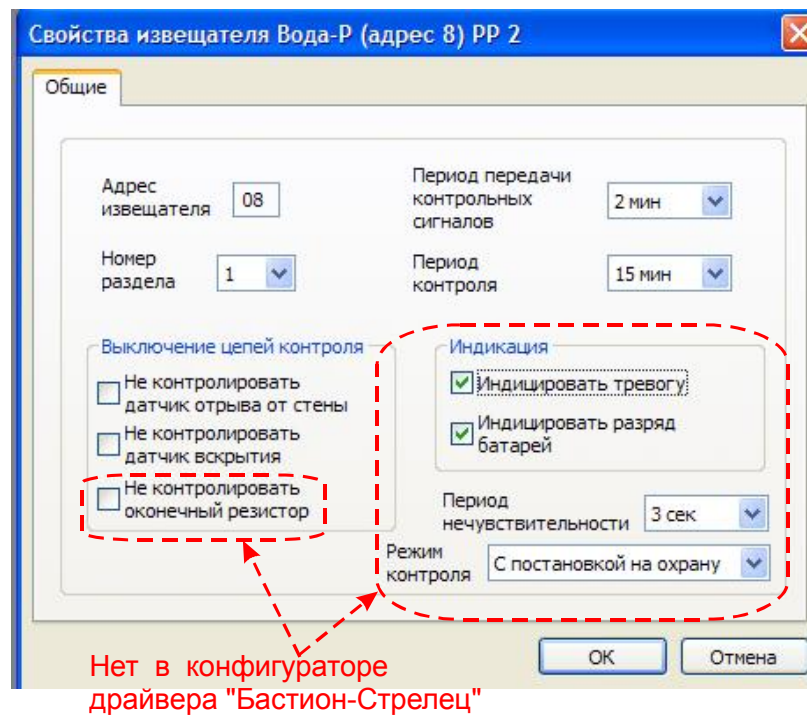 Свойства извещателя Вода-Р (адрес 8) РР 2
Общие
Адрес
извещателя
08
Период передачи
контрольных
сигналов
2 мин
Номер
раздела
1
Период
контроля
15 мин
Выключение цепей контроля
Не контролировать
датчик отрыва от стены
Не контролировать
датчик вскрытия
Не контролировать
оконечный резистор
Индикация
Индицировать тревогу
Индицировать разряд
батарей
Период
нечувствительности
3 сек
Режим
контроля
С постановкой на охрану
OK
Отмена
Нет в конфигураторе
драйвера "Бастион-Стрелец"